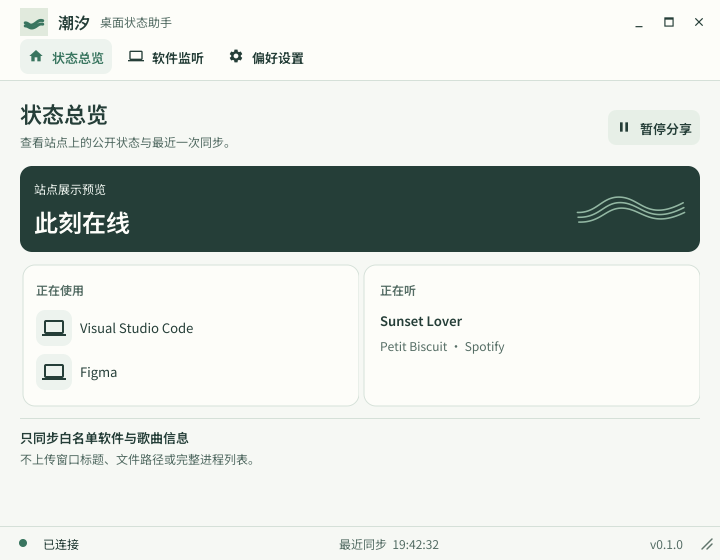 潮汐 桌面状态助手
状态总览 软件监听 偏好设置
状态总览
查看站点上的公开状态与最近一次同步。
暂停分享
站点展示预览
此刻在线
正在使用
Visual Studio Code
Figma
正在听
Sunset Lover
Petit Biscuit • Spotify
只同步白名单软件与歌曲信息
不上传窗口标题、文件路径或完整进程列表。
已连接 最近同步 19:42:32 v0.1.0